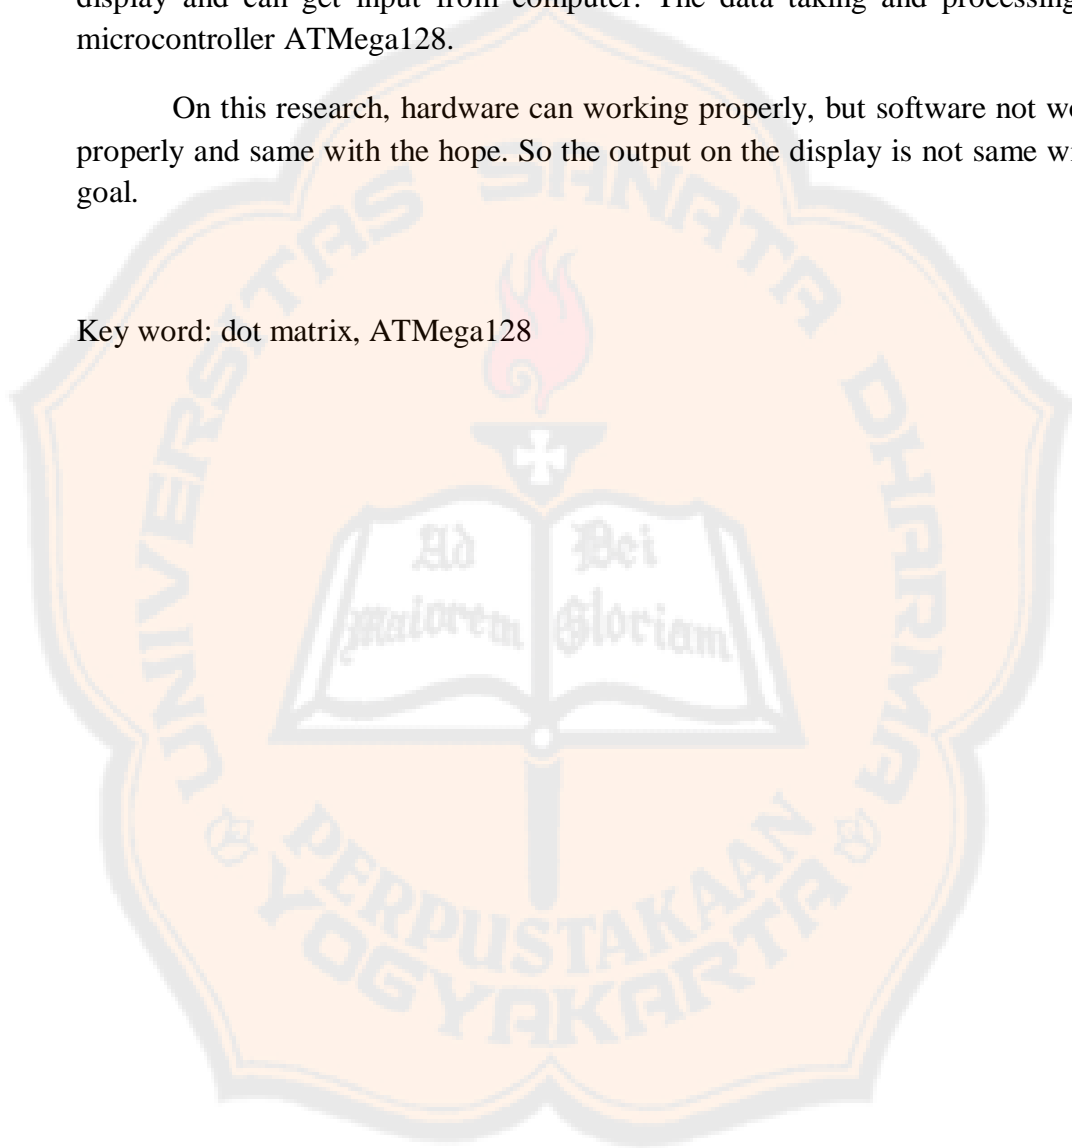 display and can get input from computer. The data taking and processing
microcontroller ATMega128.
On this research, hardware can working properly, but software not
properly and same with the hope. So the output on the display is not same
goal.
Key word: dot matrix, ATMega128
UNIVERSITAS SANATA DHARMA
Ad
Dei
maiorem
Gloriam
PERPUSTAKAAN
YOGYAKARTA